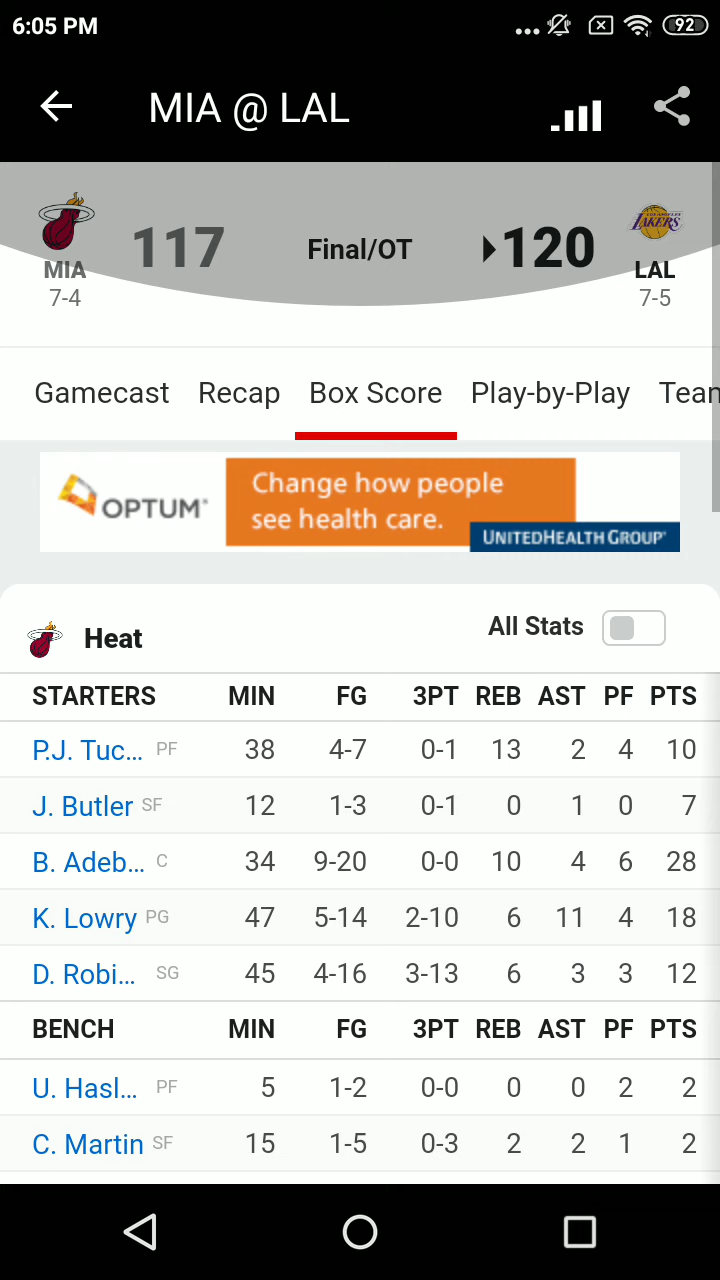 6:05 PM 92
MIA @ LAL
117 Final/OT 120
MIA LAL
7-4 7-5
Gamecast Recap Box Score Play-by-Play Tean
OPTUM Change how people
see health care.
UNITEDHEALTH GROUP
Heat All Stats
STARTERS MIN FG 3PT REB AST PF PTS
P.J. Tuc... PF 38 4-7 0-1 13 2 4 10
J. Butler SF 12 1-3 0-1 0 1 0 7
B. Adeb... C 34 9-20 0-0 10 4 6 28
K. Lowry PG 47 5-14 2-10 6 11 4 18
D. Robi... SG 45 4-16 3-13 6 3 3 12
BENCH MIN FG 3PT REB AST PF PTS
U. Hasl... PF 5 1-2 0-0 0 0 2 2
C. Martin SF 15 1-5 0-3 2 2 1 2